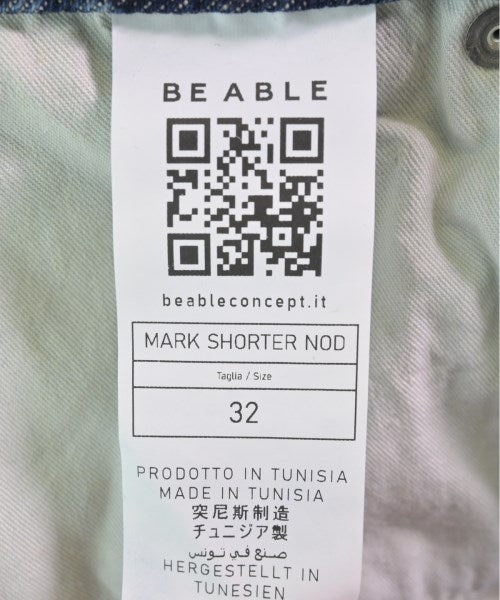 BE ABLE
beableconcept.it
MARK SHORTER NOD
Taglia / Size
32
PRODOTTO IN TUNISIA
MADE IN TUNISIA
突尼斯制造
チュニジア製
صنع في تونس
HERGESTELLT IN
TUNESIEN